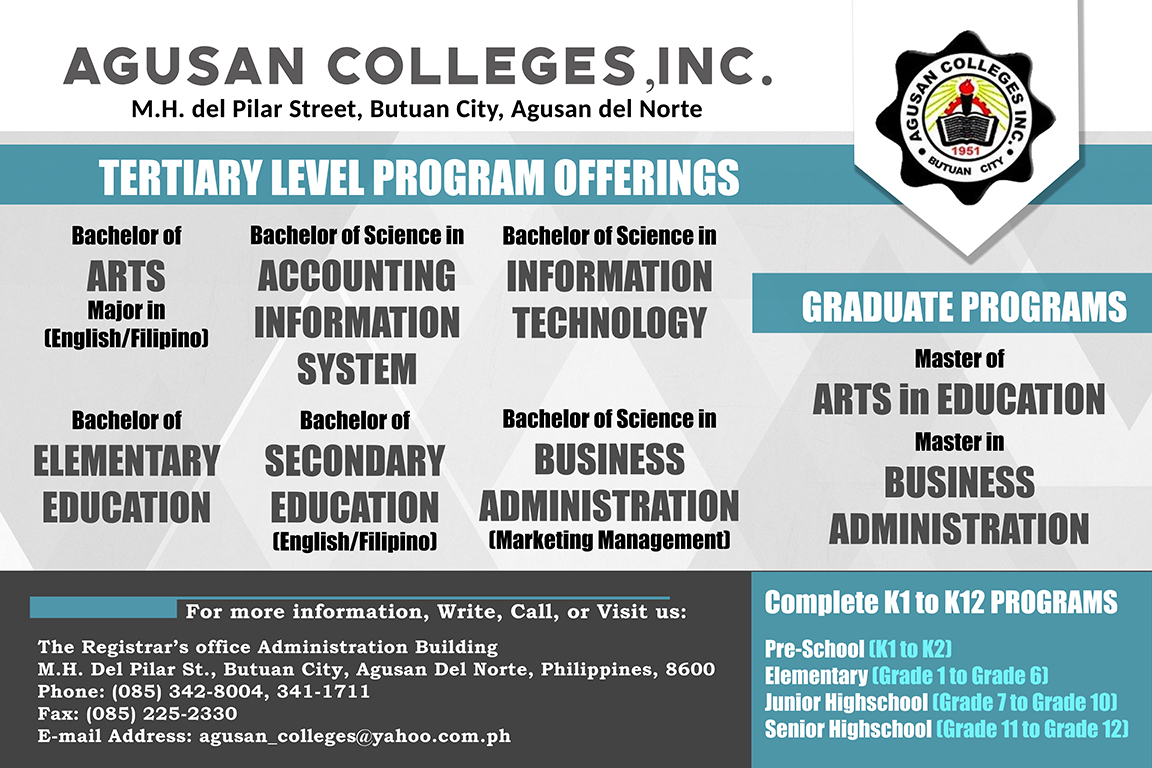 AGUSAN COLLEGES,INC.
M.H. del Pilar Street, Butuan City, Agusan del Norte
AGUSAN COLLEGES INC.
1951
BUTUAN CITY
TERTIARY LEVEL PROGRAM OFFERINGS
Bachelor of
ARTS
Major in
(English/Filipino)
Bachelor of Science in
ACCOUNTING
INFORMATION
SYSTEM
Bachelor of Science in
INFORMATION
TECHNOLOGY
Bachelor of
ELEMENTARY
EDUCATION
Bachelor of
SECONDARY
EDUCATION
(English/Filipino)
Bachelor of Science in
BUSINESS
ADMINISTRATION
(Marketing Management)
GRADUATE PROGRAMS
Master of
ARTS in EDUCATION
Master in
BUSINESS
ADMINISTRATION
For more information, Write, Call, or Visit us:
The Registrar's office Administration Building
M.H. Del Pilar St., Butuan City, Agusan Del Norte, Philippines, 8600
Phone: (085) 342-8004, 341-1711
Fax: (085) 225-2330
E-mail Address: agusan_colleges@yahoo.com.ph
Complete K1 to K12 PROGRAMS
Pre-School (K1 to K2)
Elementary (Grade 1 to Grade 6)
Junior Highschool (Grade 7 to Grade 10)
Senior Highschool (Grade 11 to Grade 12)